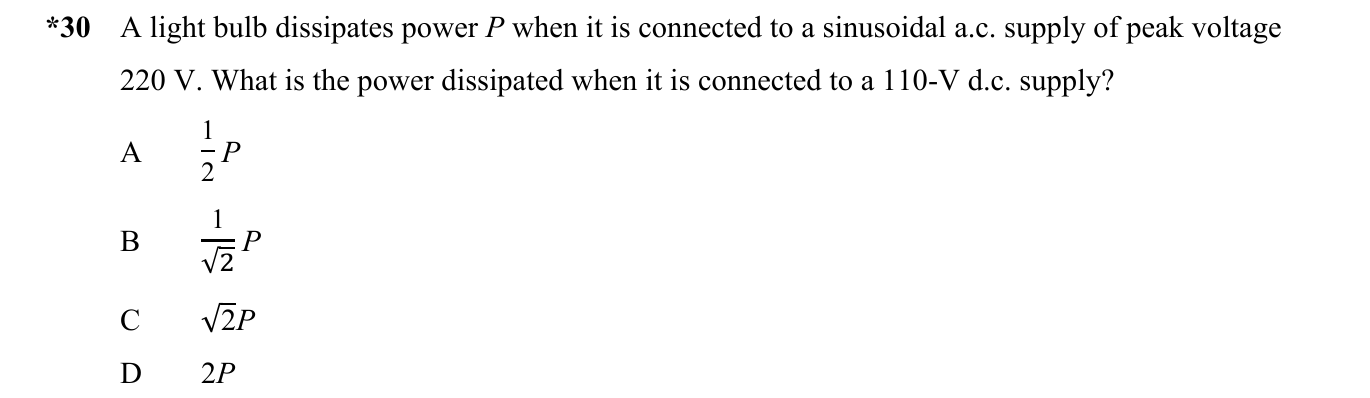 *30 A light bulb dissipates power P when it is connected to a sinusoidal a.c. supply of peak voltage
220 V. What is the power dissipated when it is connected to a 110-V d.c. supply?
A 1/2 P
B 1/√2 P
C √2P
D 2P